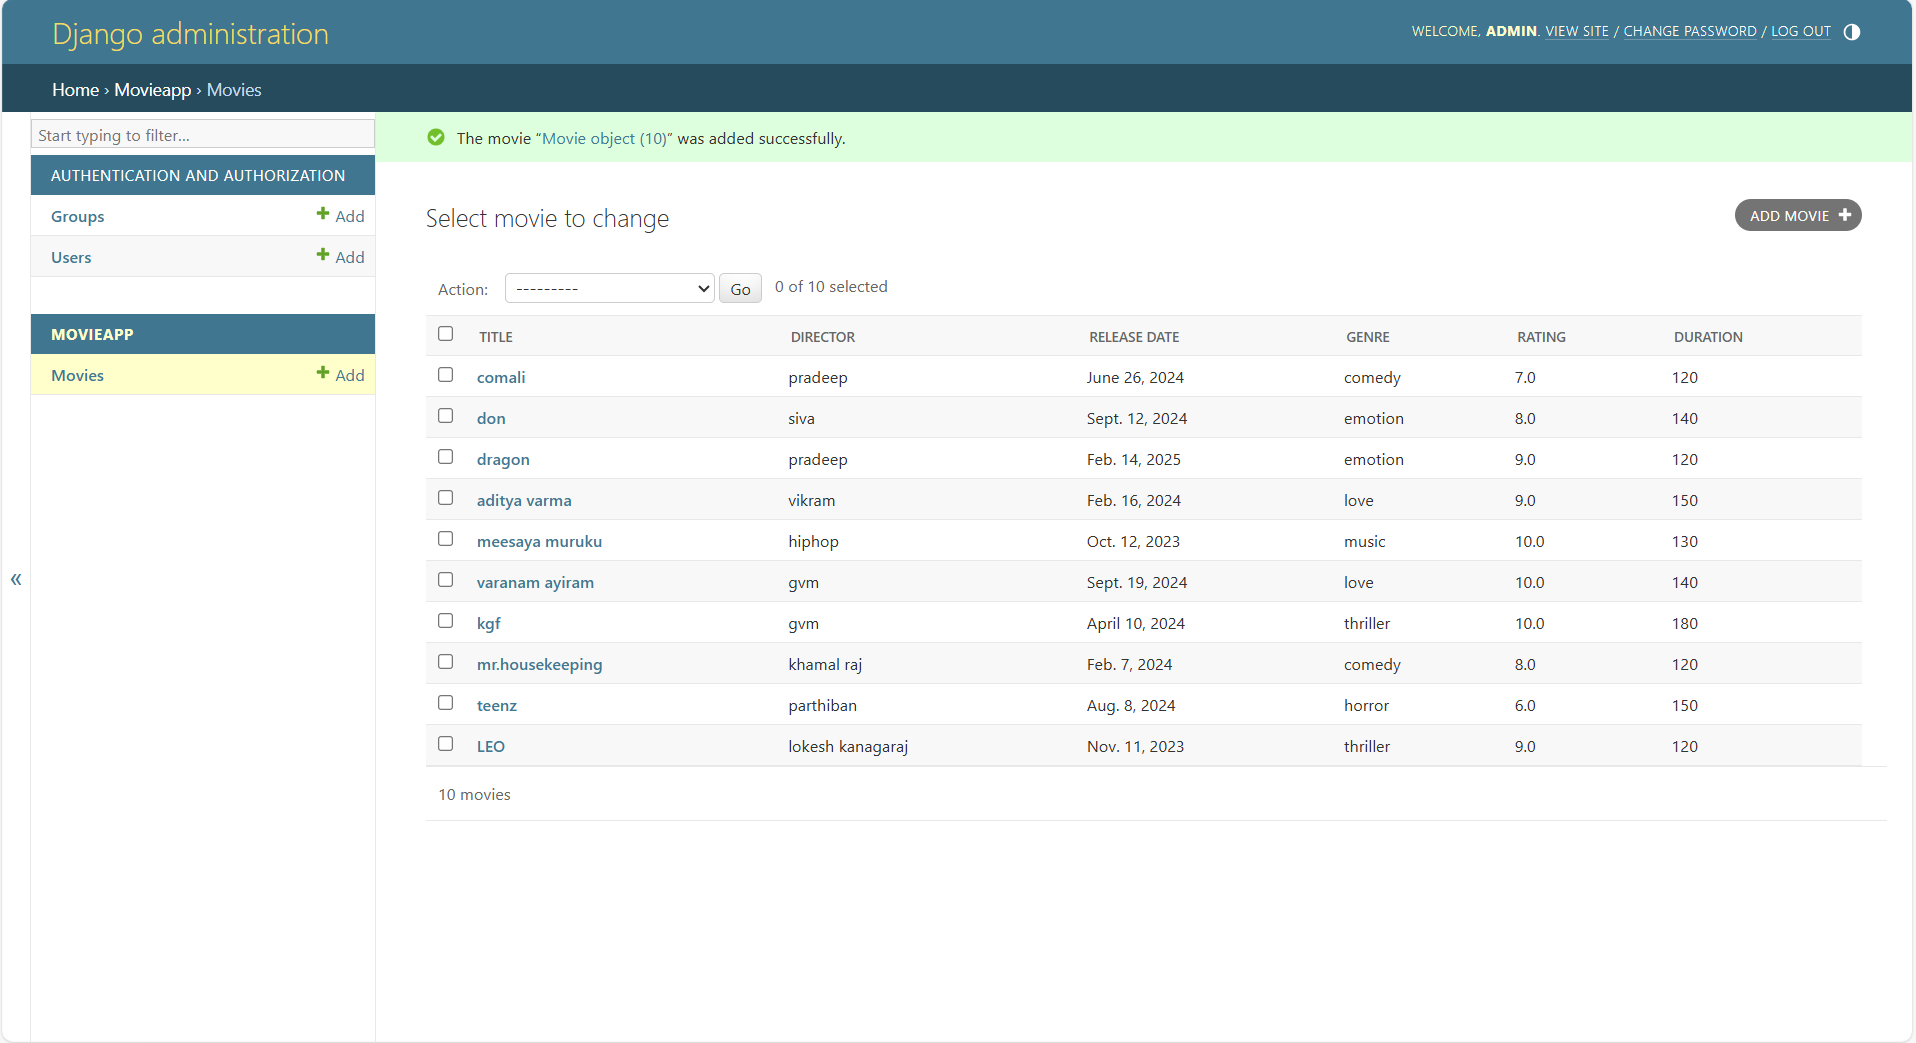 Django administration
WELCOME, ADMIN. VIEW SITE / CHANGE PASSWORD / LOG OUT
Home › Movieapp › Movies
Start typing to filter...
AUTHENTICATION AND AUTHORIZATION
Groups + Add
Users + Add
MOVIEAPP
Movies + Add
«
The movie “Movie object (10)” was added successfully.
Select movie to change
ADD MOVIE +
Action: --------- Go 0 of 10 selected
TITLE DIRECTOR RELEASE DATE GENRE RATING DURATION
comali pradeep June 26, 2024 comedy 7.0 120
don siva Sept. 12, 2024 emotion 8.0 140
dragon pradeep Feb. 14, 2025 emotion 9.0 120
aditya varma vikram Feb. 16, 2024 love 9.0 150
meesaya muruku hiphop Oct. 12, 2023 music 10.0 130
varanam ayiram gvm Sept. 19, 2024 love 10.0 140
kgf gvm April 10, 2024 thriller 10.0 180
mr.housekeeping khamal raj Feb. 7, 2024 comedy 8.0 120
teenz parthiban Aug. 8, 2024 horror 6.0 150
LEO lokesh kanagaraj Nov. 11, 2023 thriller 9.0 120
10 movies